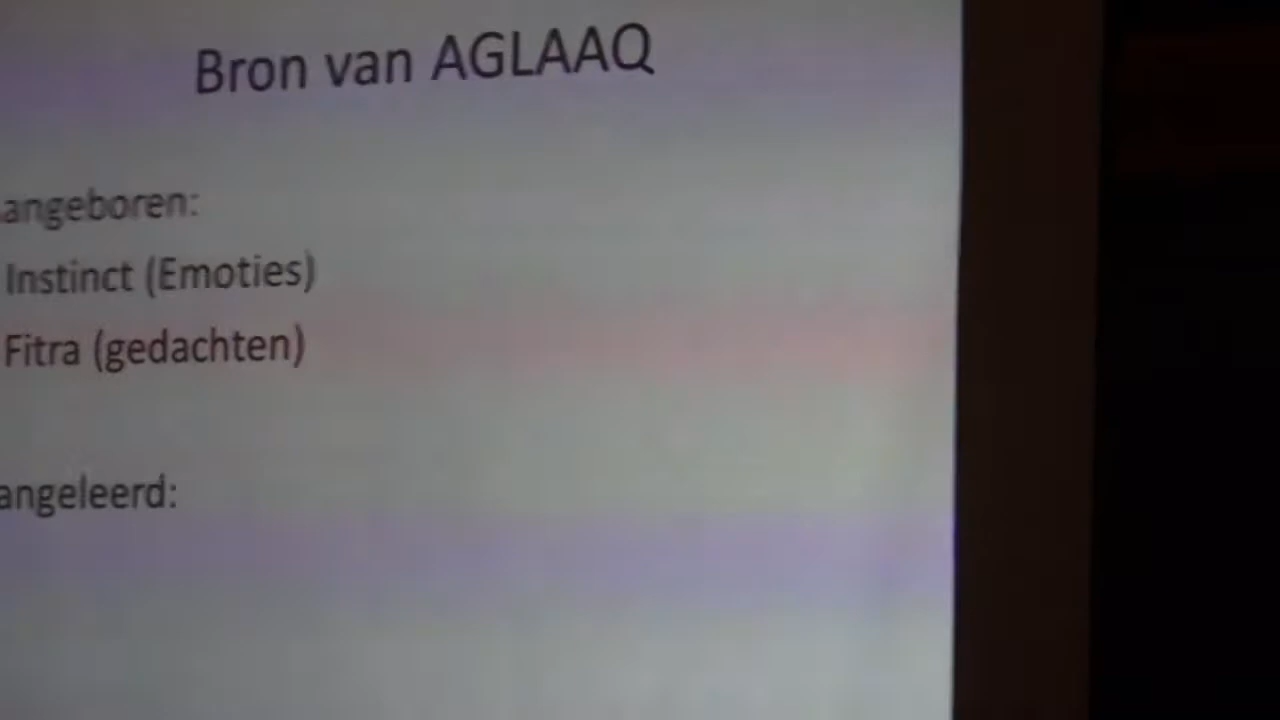 Bron van AGLAAQ
angeboren:
Instinct (Emoties)
Fitra (gedachten)
angeleerd: